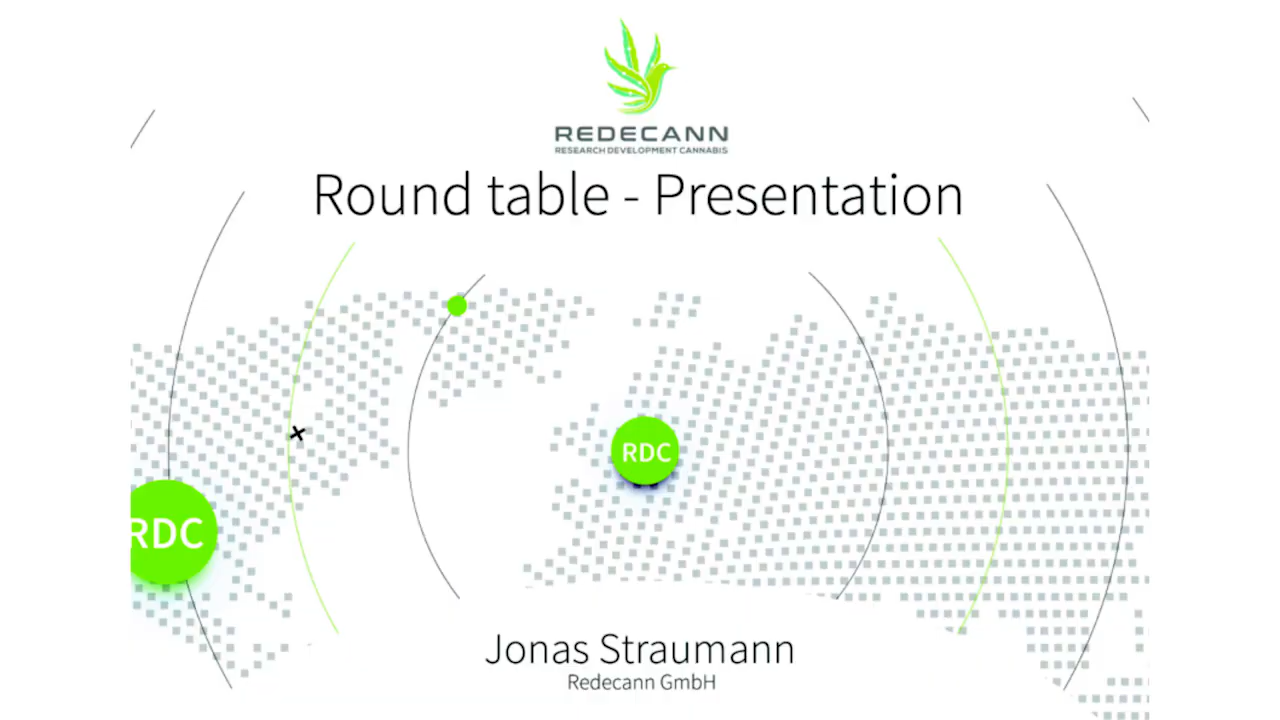 REDECANN
RESEARCH DEVELOPMENT CANNABIS
Round table - Presentation
RDC
RDC
Jonas Straumann
Redecann GmbH